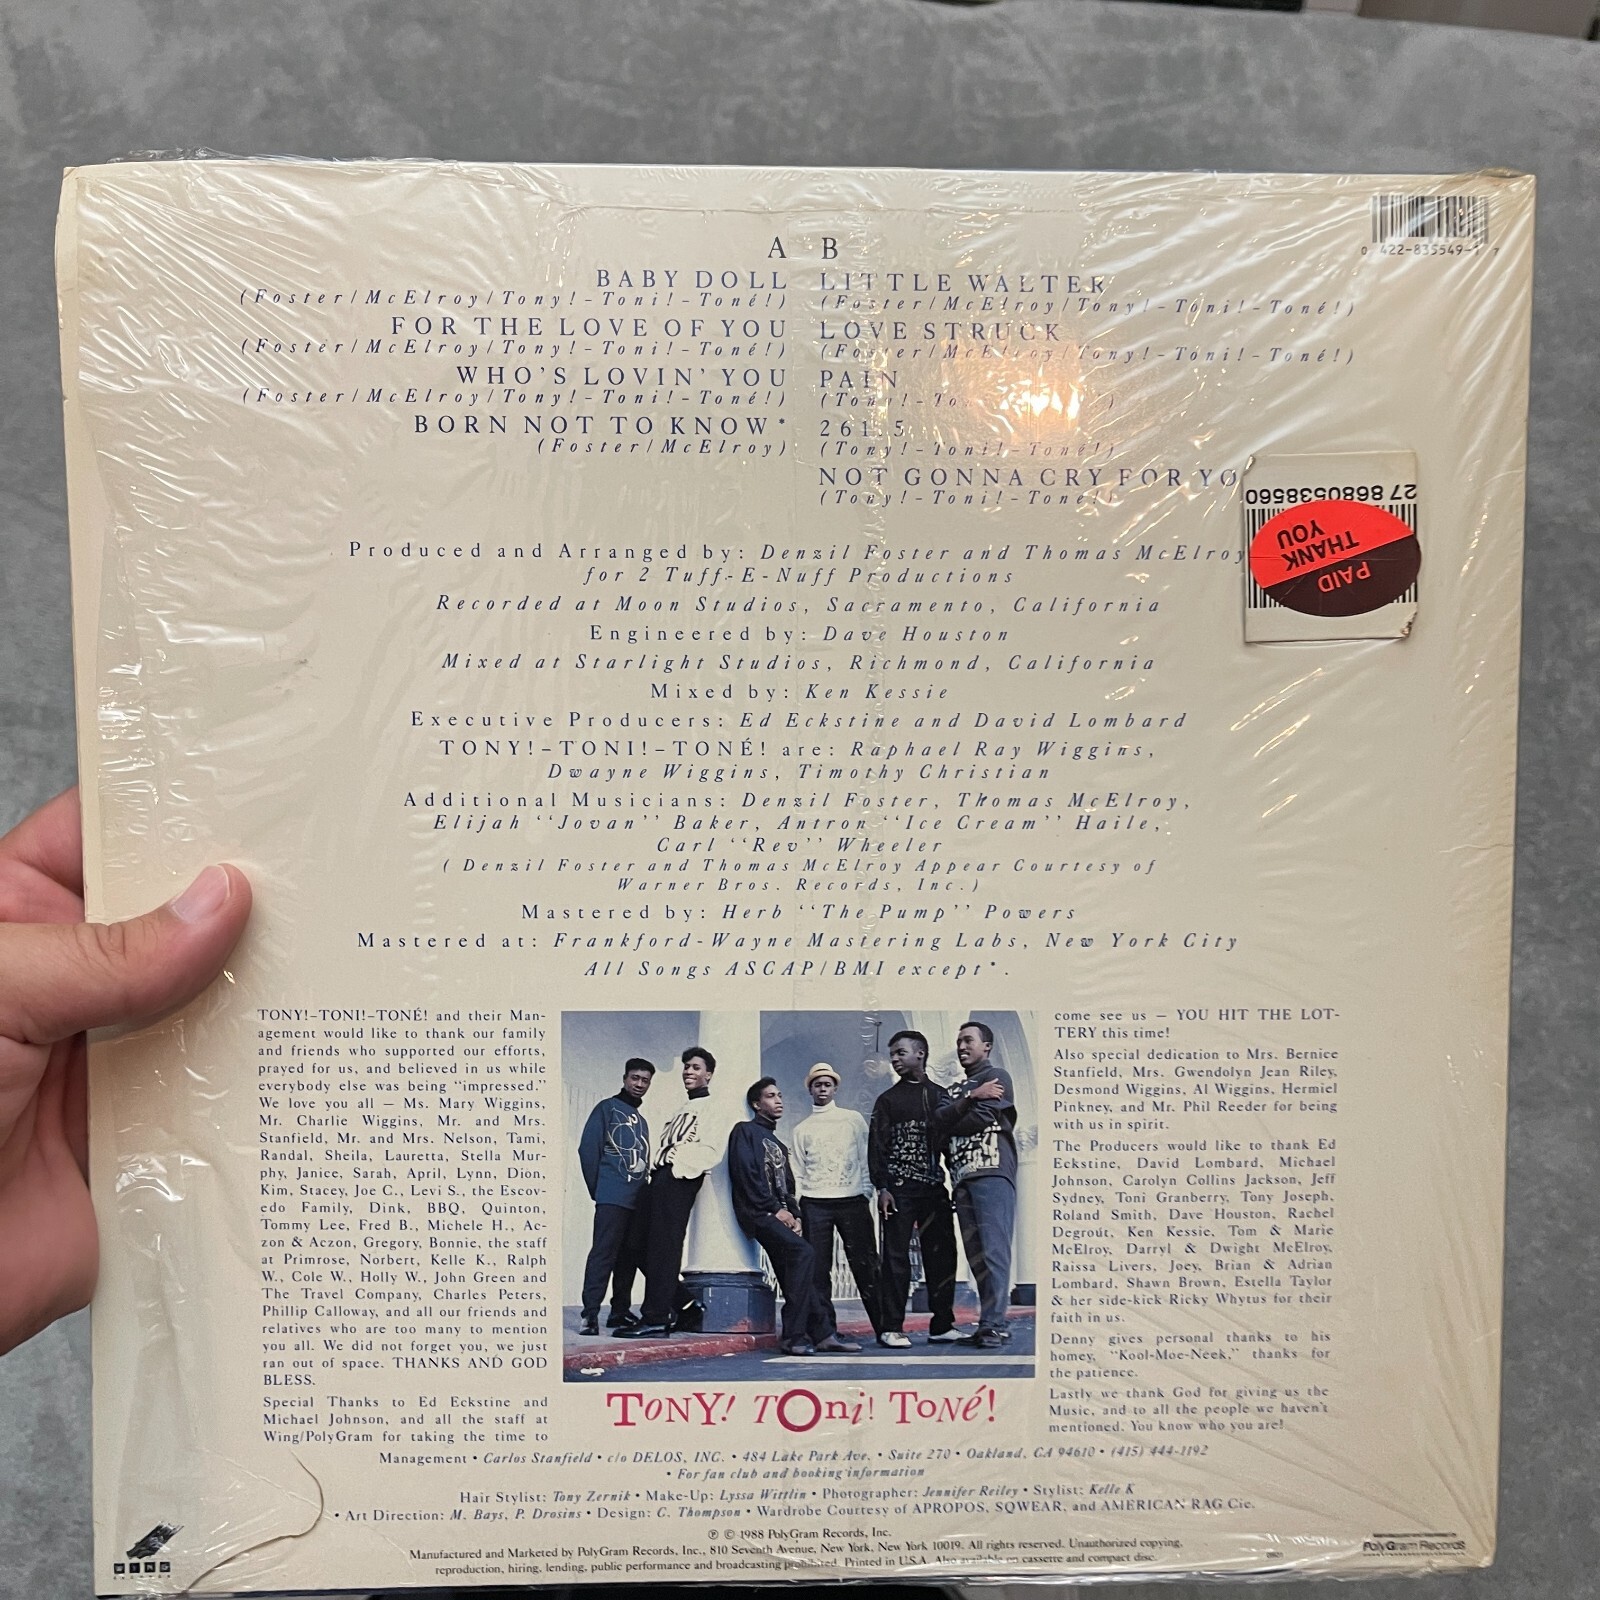 0 422-835549-1 7
A B
BABY DOLL
(Foster/McElroy/Tony!-Toni!-Toné!)
FOR THE LOVE OF YOU
(Foster/McElroy/Tony!-Toni!-Toné!)
WHO'S LOVIN' YOU
(Foster/McElroy/Tony!-Toni!-Toné!)
BORN NOT TO KNOW*
(Foster/McElroy)
LITTLE WALTER
(Foster/McElroy/Tony!-Toni!-Toné!)
LOVE STRUCK
(Foster/McElroy/Tony!-Toni!-Toné!)
PAIN
(Tony!-To )
261.5
(Tony!-Toni!-Toné!)
NOT GONNA CRY FOR YO
(Tony!-Toni!-Toné!)
27 8680538560
PAID
THANK
YOU
Produced and Arranged by: Denzil Foster and Thomas McElroy
for 2 Tuff-E-Nuff Productions
Recorded at Moon Studios, Sacramento, California
Engineered by: Dave Houston
Mixed at Starlight Studios, Richmond, California
Mixed by: Ken Kessie
Executive Producers: Ed Eckstine and David Lombard
TONY!-TONI!-TONÉ! are: Raphael Ray Wiggins,
Dwayne Wiggins, Timothy Christian
Additional Musicians: Denzil Foster, Thomas McElroy,
Elijah "Jovan" Baker, Antron "Ice Cream" Haile,
Carl "Rev" Wheeler
( Denzil Foster and Thomas McElroy Appear Courtesy of
Warner Bros. Records, Inc.)
Mastered by: Herb "The Pump" Powers
Mastered at: Frankford-Wayne Mastering Labs, New York City
All Songs ASCAP/BMI except*.
TONY!-TONI!-TONÉ! and their Man-
agement would like to thank our family
and friends who supported our efforts,
prayed for us, and believed in us while
everybody else was being "impressed."
We love you all — Ms. Mary Wiggins,
Mr. Charlie Wiggins, Mr. and Mrs.
Stanfield, Mr. and Mrs. Nelson, Tami,
Randal, Sheila, Lauretta, Stella Mur-
phy, Janice, Sarah, April, Lynn, Dion,
Kim, Stacey, Joe C., Levi S., the Escov-
edo Family, Dink, BBQ, Quinton,
Tommy Lee, Fred B., Michele H., Ac-
zon & Aczon, Gregory, Bonnie, the staff
at Primrose, Norbert, Kelle K., Ralph
W., Cole W., Holly W., John Green and
The Travel Company, Charles Peters,
Phillip Calloway, and all our friends and
relatives who are too many to mention
you all. We did not forget you, we just
ran out of space. THANKS AND GOD
BLESS.
Special Thanks to Ed Eckstine and
Michael Johnson, and all the staff at
Wing/PolyGram for taking the time to
come see us — YOU HIT THE LOT-
TERY this time!
Also special dedication to Mrs. Bernice
Stanfield, Mrs. Gwendolyn Jean Riley,
Desmond Wiggins, Al Wiggins, Hermiel
Pinkney, and Mr. Phil Reeder for being
with us in spirit.
The Producers would like to thank Ed
Eckstine, David Lombard, Michael
Johnson, Carolyn Collins Jackson, Jeff
Sydney, Toni Granberry, Tony Joseph,
Roland Smith, Dave Houston, Rachel
Degrout, Ken Kessie, Tom & Marie
McElroy, Darryl & Dwight McElroy,
Raissa Livers, Joey, Brian & Adrian
Lombard, Shawn Brown, Estella Taylor
& her side-kick Ricky Whytus for their
faith in us.
Denny gives personal thanks to his
homey, "Kool-Moe-Neek," thanks for
the patience.
Lastly we thank God for giving us the
Music, and to all the people we haven't
mentioned. You know who you are!
TONY! TONi! TONé!
Management • Carlos Stanfield • c/o DELOS, INC. • 484 Lake Park Ave. • Suite 270 • Oakland, CA 94610 • (415) 444-1192
• For fan club and booking information
Hair Stylist: Tony Zernik • Make-Up: Lyssa Wittlin • Photographer: Jennifer Reiley • Stylist: Kelle K
• Art Direction: M. Bays, P. Drosins • Design: C. Thompson • Wardrobe Courtesy of APROPOS, SQWEAR, and AMERICAN RAG Cie.
℗ © 1988 PolyGram Records, Inc.
Manufactured and Marketed by PolyGram Records, Inc., 810 Seventh Avenue, New York, New York 10019. All rights reserved. Unauthorized copying,
reproduction, hiring, lending, public performance and broadcasting prohibited. Printed in U.S.A. Also available on cassette and compact disc.
WING
RECORDS
PolyGram Records